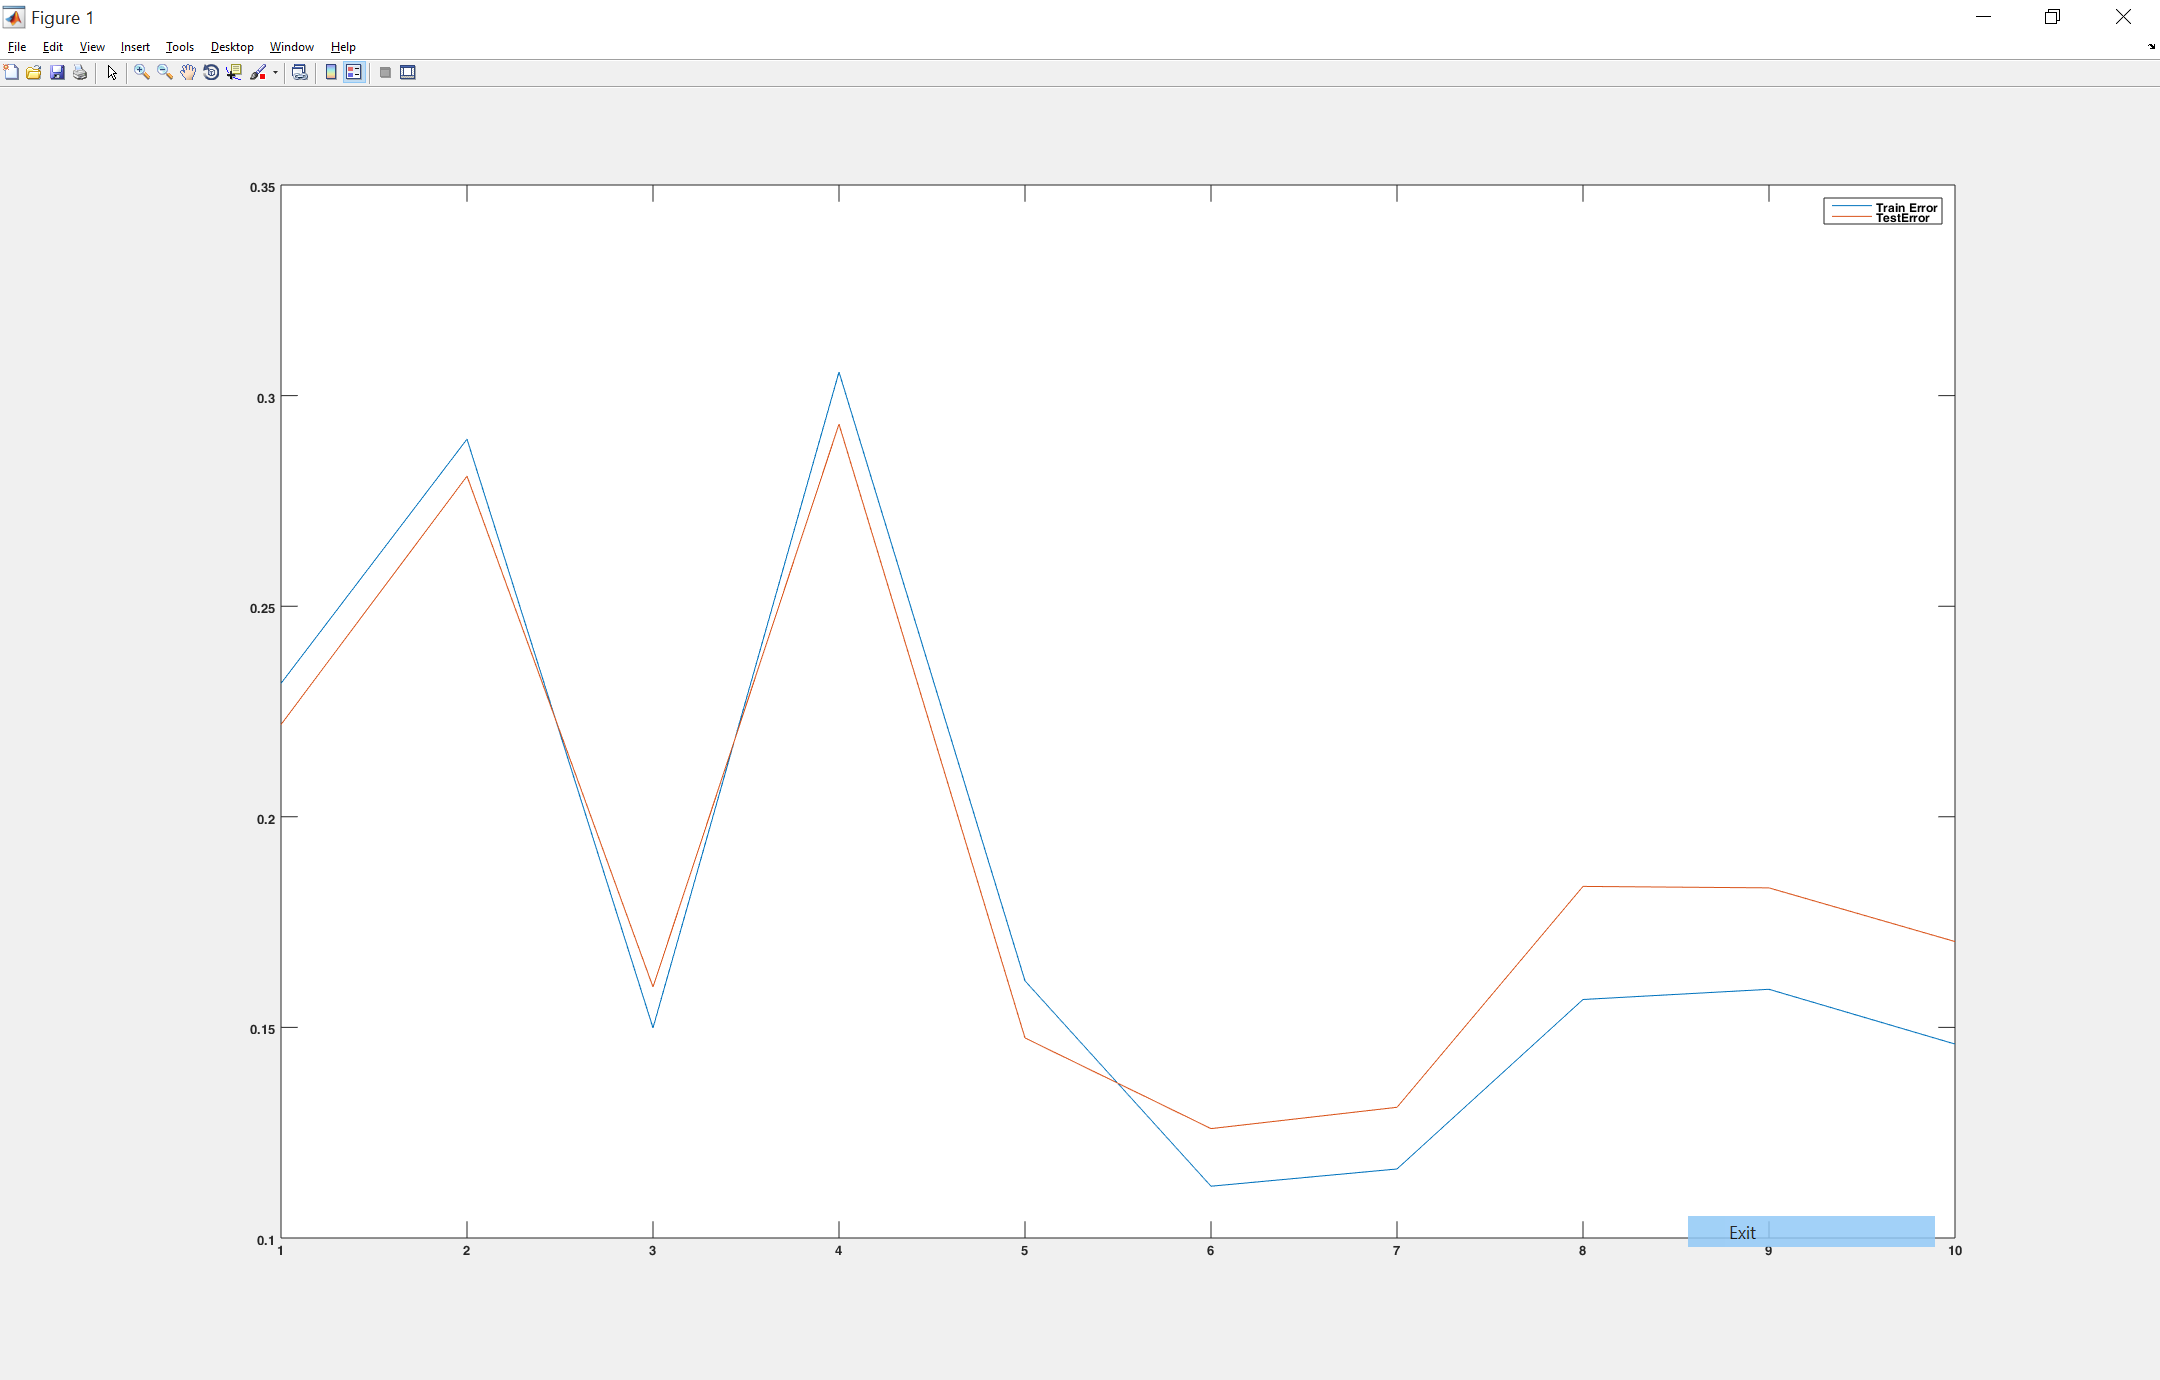 Figure 1
File Edit View Insert Tools Desktop Window Help
0.35
0.3
0.25
0.2
0.15
0.1
Train Error
TestError
Exit
1 2 3 4 5 6 7 8 9 10